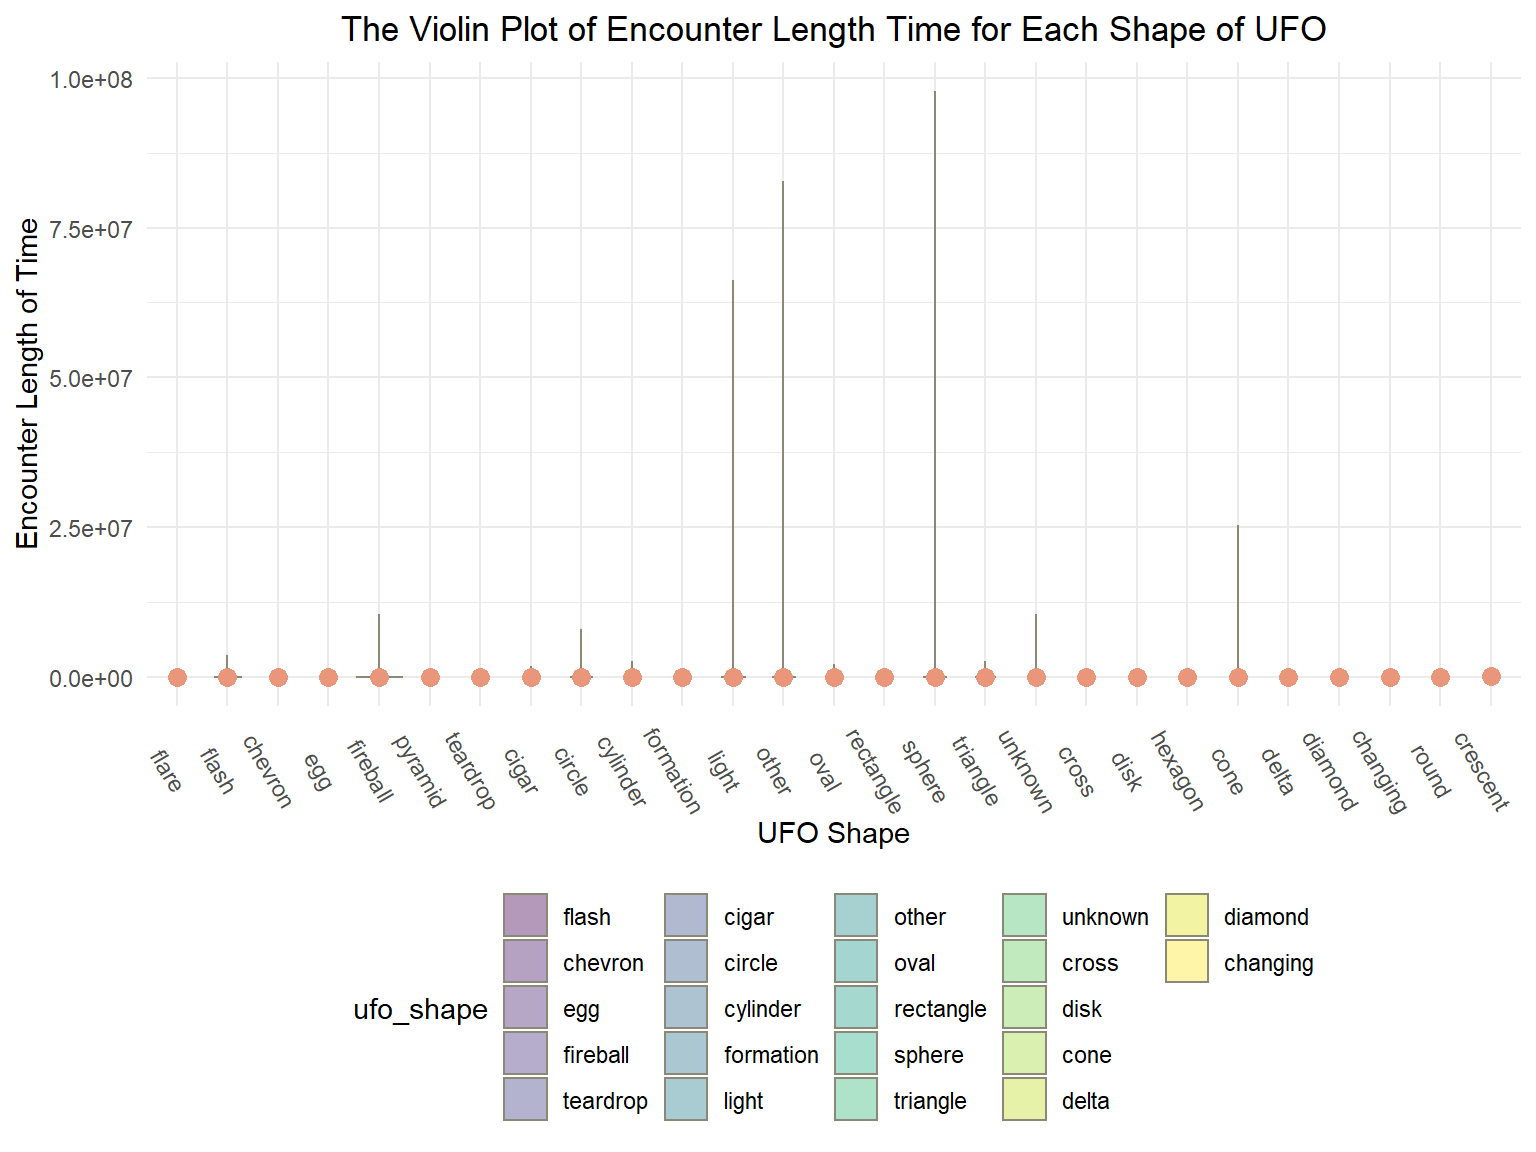 The Violin Plot of Encounter Length Time for Each Shape of UFO
Encounter Length of Time
1.0e+08
7.5e+07
5.0e+07
2.5e+07
0.0e+00
flare
flash
chevron
egg
fireball
pyramid
teardrop
cigar
circle
cylinder
formation
light
other
oval
rectangle
sphere
triangle
unknown
cross
disk
hexagon
cone
delta
diamond
changing
round
crescent
UFO Shape
ufo_shape
flash
chevron
egg
fireball
teardrop
cigar
circle
cylinder
formation
light
other
oval
rectangle
sphere
triangle
unknown
cross
disk
cone
delta
diamond
changing